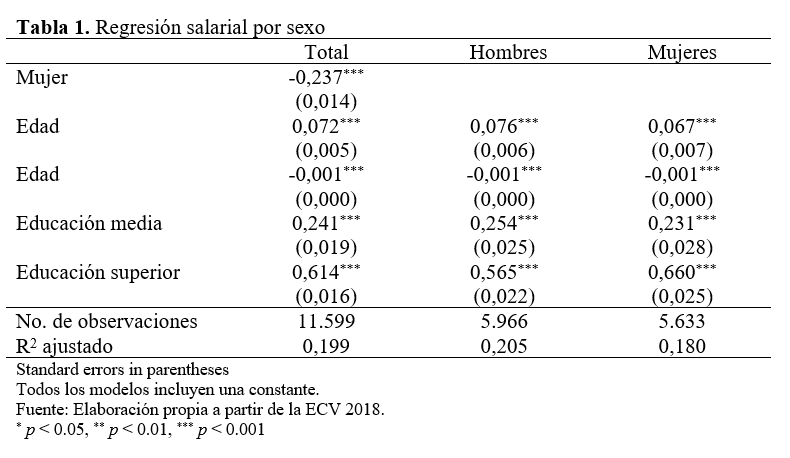 Tabla 1. Regresión salarial por sexo
Total Hombres Mujeres
Mujer -0,237***
(0,014)
Edad 0,072*** 0,076*** 0,067***
(0,005) (0,006) (0,007)
Edad -0,001*** -0,001*** -0,001***
(0,000) (0,000) (0,000)
Educación media 0,241*** 0,254*** 0,231***
(0,019) (0,025) (0,028)
Educación superior 0,614*** 0,565*** 0,660***
(0,016) (0,022) (0,025)
No. de observaciones 11.599 5.966 5.633
R² ajustado 0,199 0,205 0,180
Standard errors in parentheses
Todos los modelos incluyen una constante.
Fuente: Elaboración propia a partir de la ECV 2018.
* p < 0.05, ** p < 0.01, *** p < 0.001